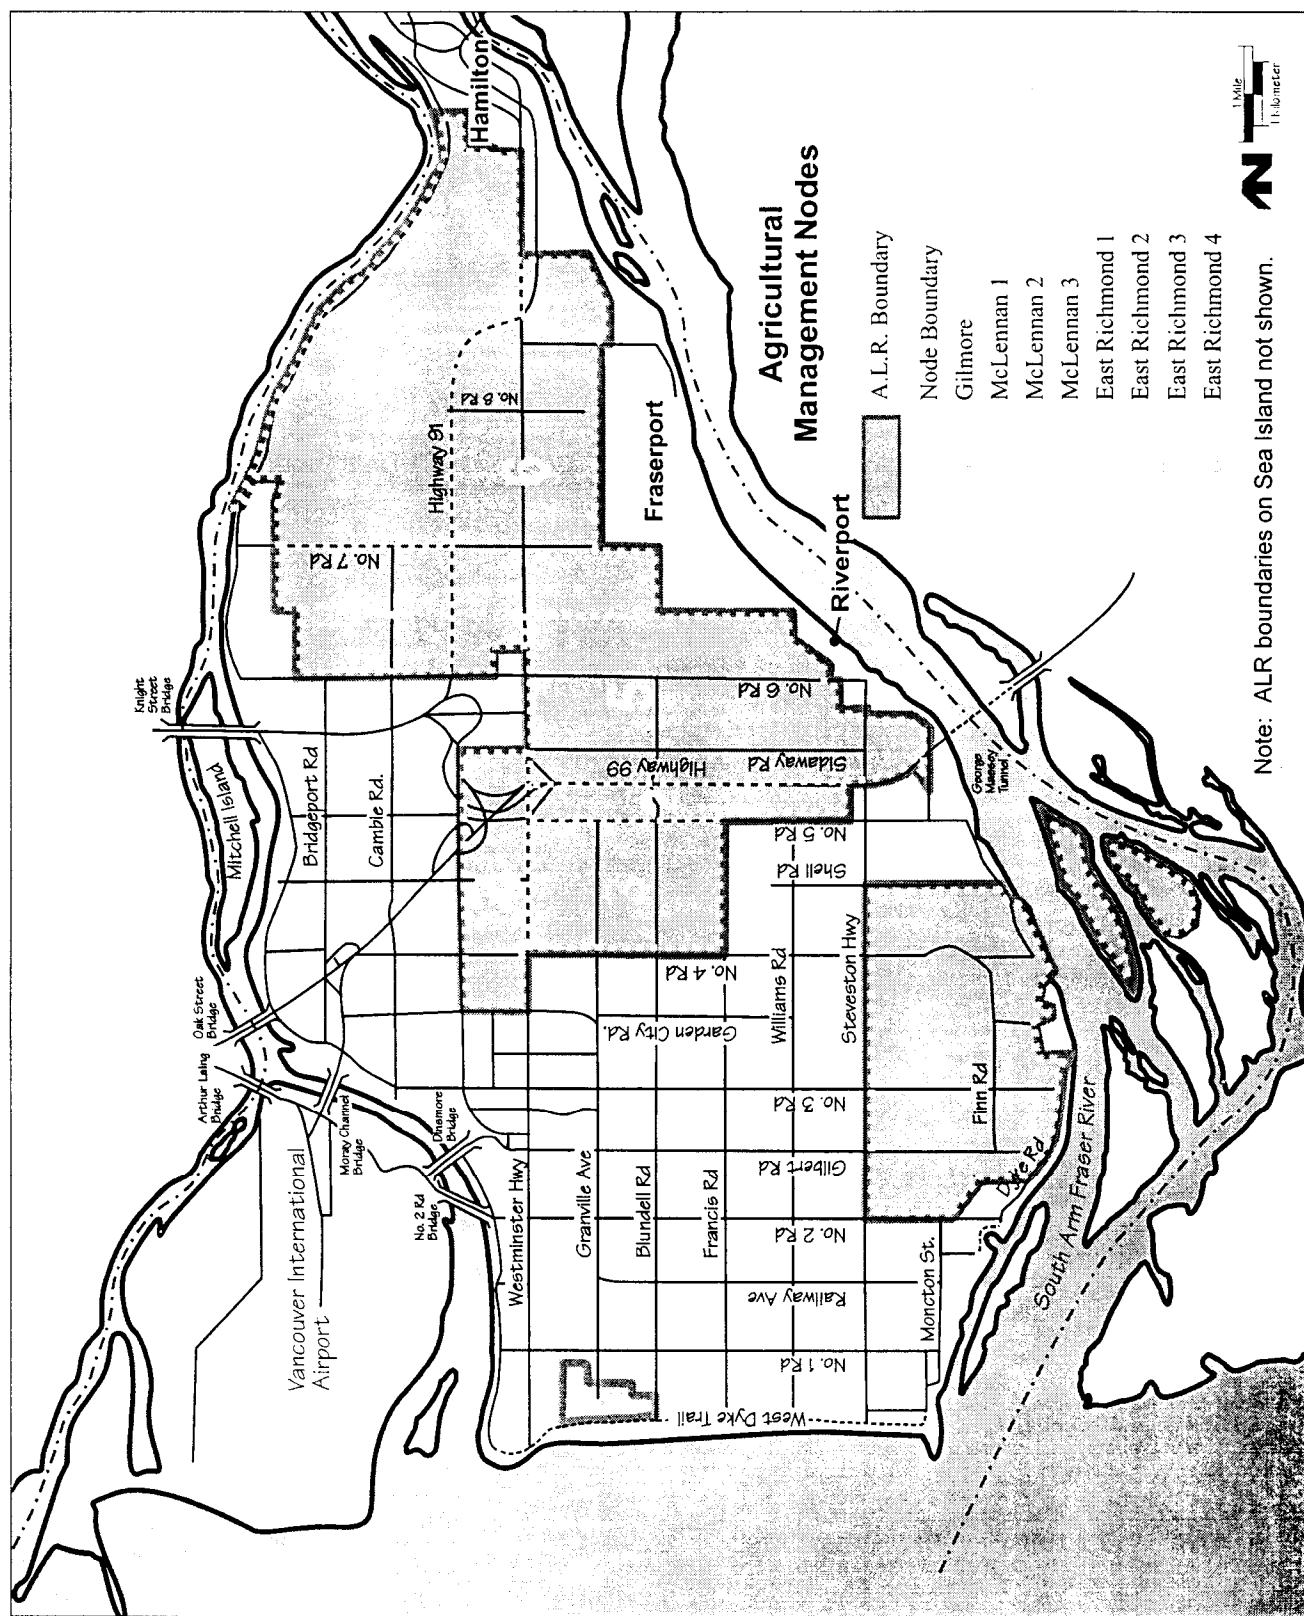 Agricultural
Management Nodes
A.L.R. Boundary
Node Boundary
Gilmore
McLennan 1
McLennan 2
McLennan 3
East Richmond 1
East Richmond 2
East Richmond 3
East Richmond 4
Note: ALR boundaries on Sea Island not shown.
N
1 Mile
1 Kilometer
Hamilton
Highway 91
No. 8 Rd
Fraserport
No. 7 Rd
Riverport
No. 6 Rd
Knight
Street
Bridge
Mitchell Island
Bridgeport Rd
Cambie Rd.
Highway 99
Sidaway Rd
George
Massey
Tunnel
No. 5 Rd
Shell Rd
Oak Street
Bridge
No. 4 Rd
Williams Rd
Steveston Hwy
Garden City Rd.
Arthur Laing
Bridge
Moray Channel
Bridge
Dinsmore
Bridge
No. 2 Rd
Bridge
Vancouver International
Airport
No. 3 Rd
Finn Rd
Gilbert Rd
Dyke Rd
Westminster Hwy
Granville Ave
Blundell Rd
Francis Rd
No. 2 Rd
Moncton St.
Railway Ave
No. 1 Rd
West Dyke Trail
South Arm Fraser River